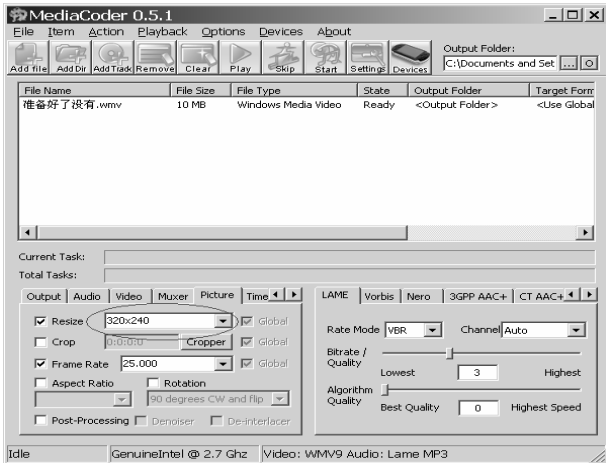 MediaCoder 0.5.1
File Item Action Playback Options Devices About
Add file Add Dir Add Track Remove Clear Play Skip Start Settings Devices
Output Folder:
C:\Documents and Set ... O
File Name File Size File Type State Output Folder Target Form
准备好了没有.wmv 10 MB Windows Media Video Ready <Output Folder> <Use Global
Current Task:
Total Tasks:
Output Audio Video Muxer Picture Time
LAME Vorbis Nero 3GPP AAC+ CT AAC+
Resize 320x240 Global
Crop 0:0:0:0 Cropper Global
Frame Rate 25.000 Global
Aspect Ratio Rotation
90 degrees CW and flip
Post-Processing Denoiser De-interlacer
Rate Mode VBR Channel Auto
Bitrate /
Quality
Lowest 3 Highest
Algorithm
Quality
Best Quality 0 Highest Speed
Idle GenuineIntel @ 2.7 Ghz Video: WMV9 Audio: Lame MP3